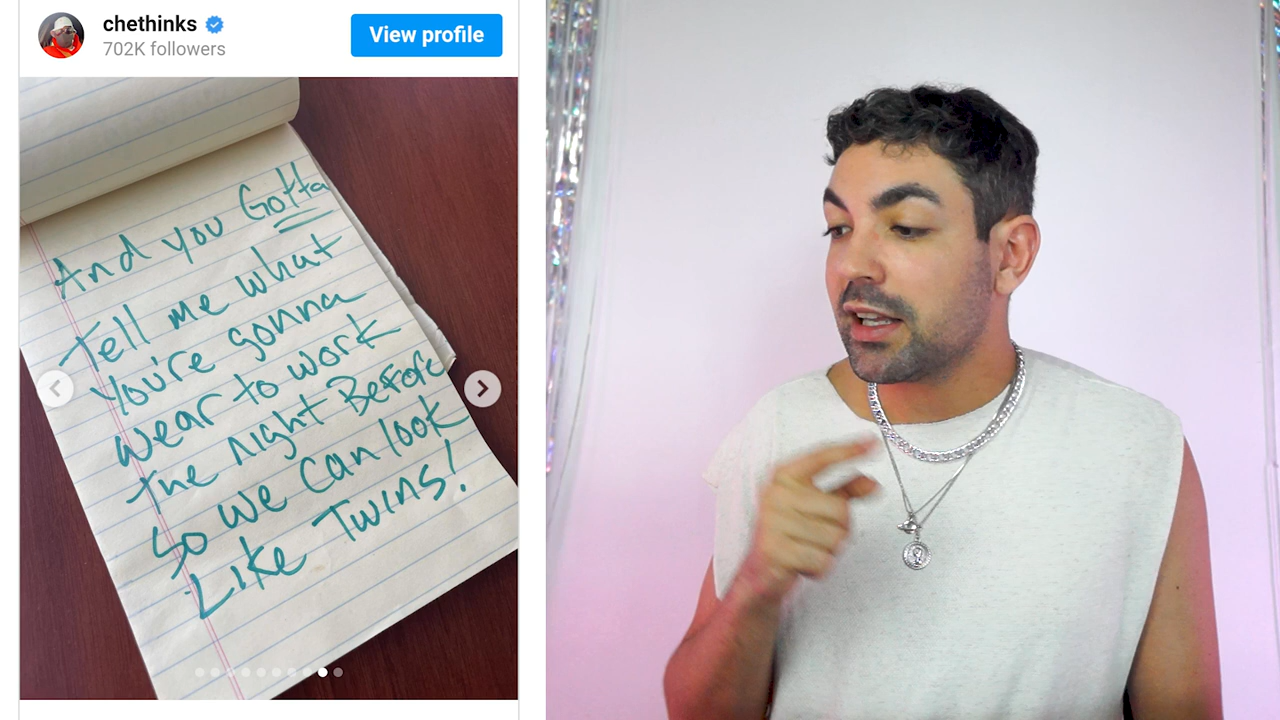 chethinks
702K followers
View profile
And you Gotta
Tell me what
You're gonna
wear to work
the night Before
so we can look
Like Twins!